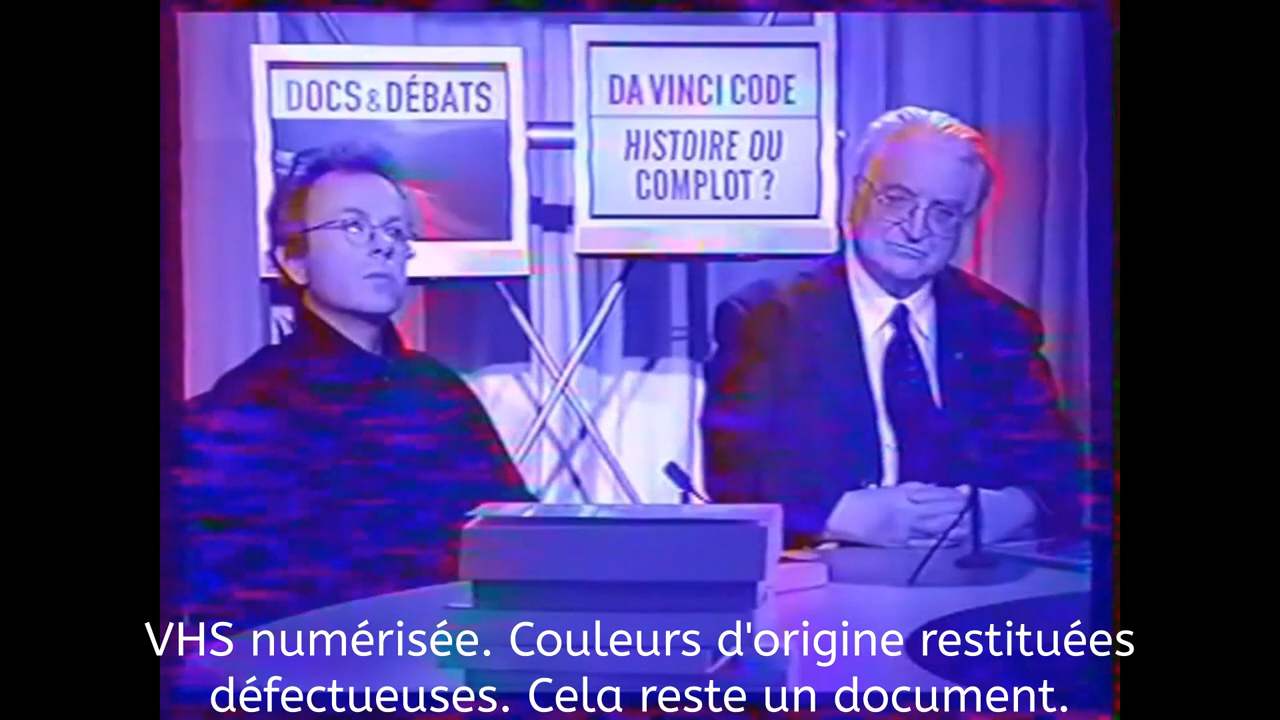 DOCS & DÉBATS
DA VINCI CODE
HISTOIRE OU
COMPLOT ?
VHS numérisée. Couleurs d'origine restituées
défectueuses. Cela reste un document.